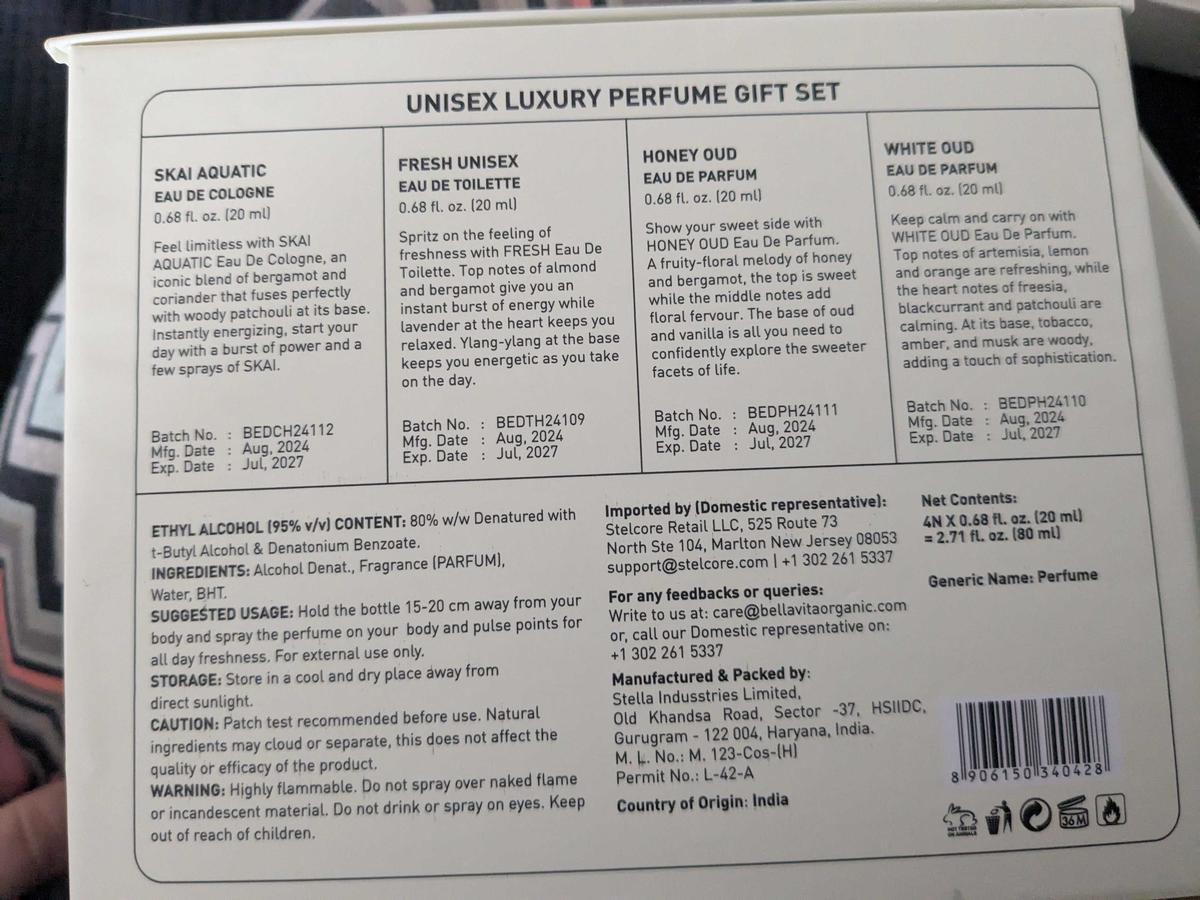 UNISEX LUXURY PERFUME GIFT SET
SKAI AQUATIC
EAU DE COLOGNE
0.68 fl. oz. (20 ml)
Feel limitless with SKAI
AQUATIC Eau De Cologne, an
iconic blend of bergamot and
coriander that fuses perfectly
with woody patchouli at its base.
Instantly energizing, start your
day with a burst of power and a
few sprays of SKAI.
Batch No. : BEDCH24112
Mfg. Date : Aug, 2024
Exp. Date : Jul, 2027
FRESH UNISEX
EAU DE TOILETTE
0.68 fl. oz. (20 ml)
Spritz on the feeling of
freshness with FRESH Eau De
Toilette. Top notes of almond
and bergamot give you an
instant burst of energy while
lavender at the heart keeps you
relaxed. Ylang-ylang at the base
keeps you energetic as you take
on the day.
Batch No. : BEDTH24109
Mfg. Date : Aug, 2024
Exp. Date : Jul, 2027
HONEY OUD
EAU DE PARFUM
0.68 fl. oz. (20 ml)
Show your sweet side with
HONEY OUD Eau De Parfum.
A fruity-floral melody of honey
and bergamot, the top is sweet
while the middle notes add
floral fervour. The base of oud
and vanilla is all you need to
confidently explore the sweeter
facets of life.
Batch No. : BEDPH24111
Mfg. Date : Aug, 2024
Exp. Date : Jul, 2027
WHITE OUD
EAU DE PARFUM
0.68 fl. oz. (20 ml)
Keep calm and carry on with
WHITE OUD Eau De Parfum.
Top notes of artemisia, lemon
and orange are refreshing, while
the heart notes of freesia,
blackcurrant and patchouli are
calming. At its base, tobacco,
amber, and musk are woody,
adding a touch of sophistication.
Batch No. : BEDPH24110
Mfg. Date : Aug, 2024
Exp. Date : Jul, 2027
ETHYL ALCOHOL (95% v/v) CONTENT: 80% w/w Denatured with
t-Butyl Alcohol & Denatonium Benzoate.
INGREDIENTS: Alcohol Denat., Fragrance (PARFUM),
Water, BHT.
SUGGESTED USAGE: Hold the bottle 15-20 cm away from your
body and spray the perfume on your body and pulse points for
all day freshness. For external use only.
STORAGE: Store in a cool and dry place away from
direct sunlight.
CAUTION: Patch test recommended before use. Natural
ingredients may cloud or separate, this does not affect the
quality or efficacy of the product.
WARNING: Highly flammable. Do not spray over naked flame
or incandescent material. Do not drink or spray on eyes. Keep
out of reach of children.
Imported by (Domestic representative):
Stelcore Retail LLC, 525 Route 73
North Ste 104, Marlton New Jersey 08053
support@stelcore.com | +1 302 261 5337
For any feedbacks or queries:
Write to us at: care@bellavitaorganic.com
or, call our Domestic representative on:
+1 302 261 5337
Manufactured & Packed by:
Stella Indusstries Limited,
Old Khandsa Road, Sector -37, HSIIDC,
Gurugram - 122 004, Haryana, India.
M. L. No.: M. 123-Cos-(H)
Permit No.: L-42-A
Country of Origin: India
Net Contents:
4N X 0.68 fl. oz. (20 ml)
= 2.71 fl. oz. (80 ml)
Generic Name: Perfume
8 906150 340428
NOT TESTED
ON ANIMALS
36M